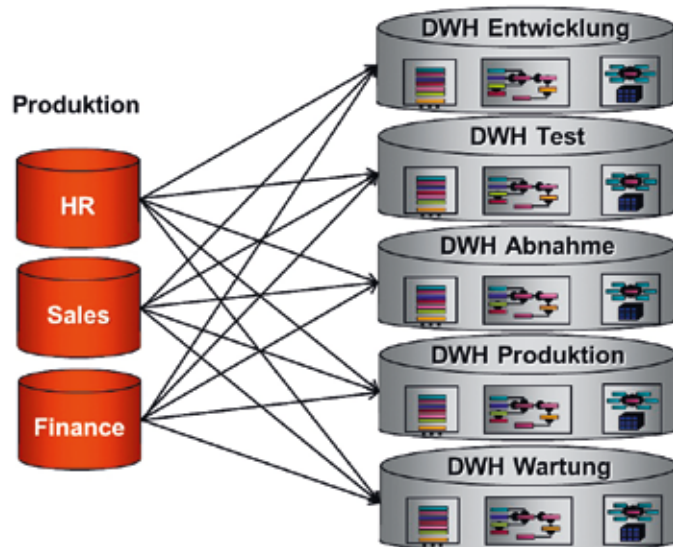 Produktion
HR
Sales
Finance
DWH Entwicklung
DWH Test
DWH Abnahme
DWH Produktion
DWH Wartung